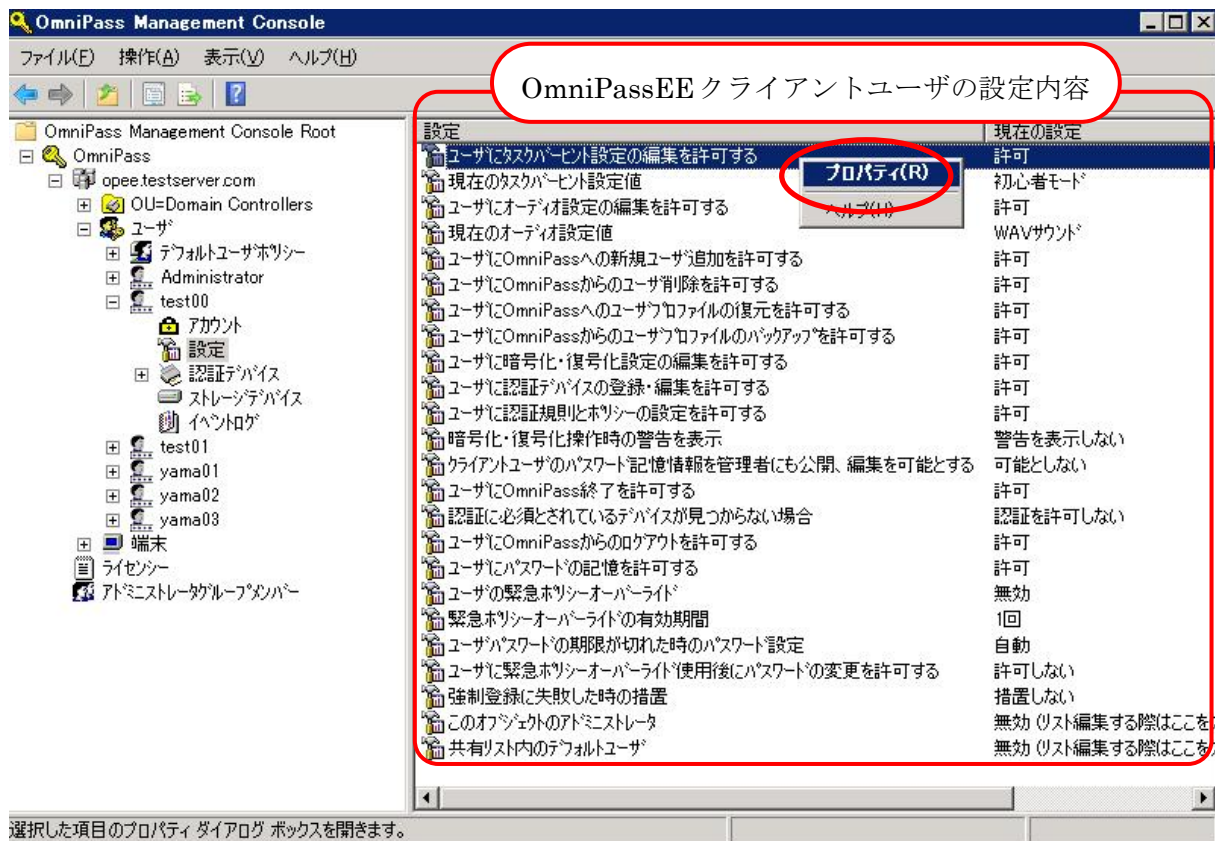 OmniPass Management Console
ファイル(F) 操作(A) 表示(V) ヘルプ(H)
OmniPassEEクライアントユーザの設定内容
OmniPass Management Console Root
OmniPass
opee.testserver.com
OU=Domain Controllers
ユーザ
デフォルトユーザポリシー
Administrator
test00
アカウント
設定
認証デバイス
ストレージデバイス
イベントログ
test01
yama01
yama02
yama03
端末
ライセンシー
アドミニストレータグループメンバー
設定 現在の設定
ユーザにタスクバーヒント設定の編集を許可する 許可
現在のタスクバーヒント設定値 初心者モード
ユーザにオーディオ設定の編集を許可する 許可
現在のオーディオ設定値 WAVサウンド
ユーザにOmniPassへの新規ユーザ追加を許可する 許可
ユーザにOmniPassからのユーザ削除を許可する 許可
ユーザにOmniPassへのユーザプロファイルの復元を許可する 許可
ユーザにOmniPassからのユーザプロファイルのバックアップを許可する 許可
ユーザに暗号化・復号化設定の編集を許可する 許可
ユーザに認証デバイスの登録・編集を許可する 許可
ユーザに認証規則とポリシーの設定を許可する 許可
暗号化・復号化操作時の警告を表示 警告を表示しない
クライアントユーザのパスワード記憶情報を管理者にも公開、編集を可能とする 可能としない
ユーザにOmniPass終了を許可する 許可
認証に必須とされているデバイスが見つからない場合 認証を許可しない
ユーザにOmniPassからのログアウトを許可する 許可
ユーザにパスワードの記憶を許可する 許可
ユーザの緊急ポリシーオーバーライド 無効
緊急ポリシーオーバーライドの有効期間 1回
ユーザパスワードの期限が切れた時のパスワード設定 自動
ユーザに緊急ポリシーオーバーライド使用後にパスワードの変更を許可する 許可しない
強制登録に失敗した時の措置 措置しない
このオブジェクトのアドミニストレータ 無効 (リスト編集する際はここを
共有リスト内のデフォルトユーザ 無効 (リスト編集する際はここを
プロパティ(R)
ヘルプ(H)
選択した項目のプロパティ ダイアログ ボックスを開きます。